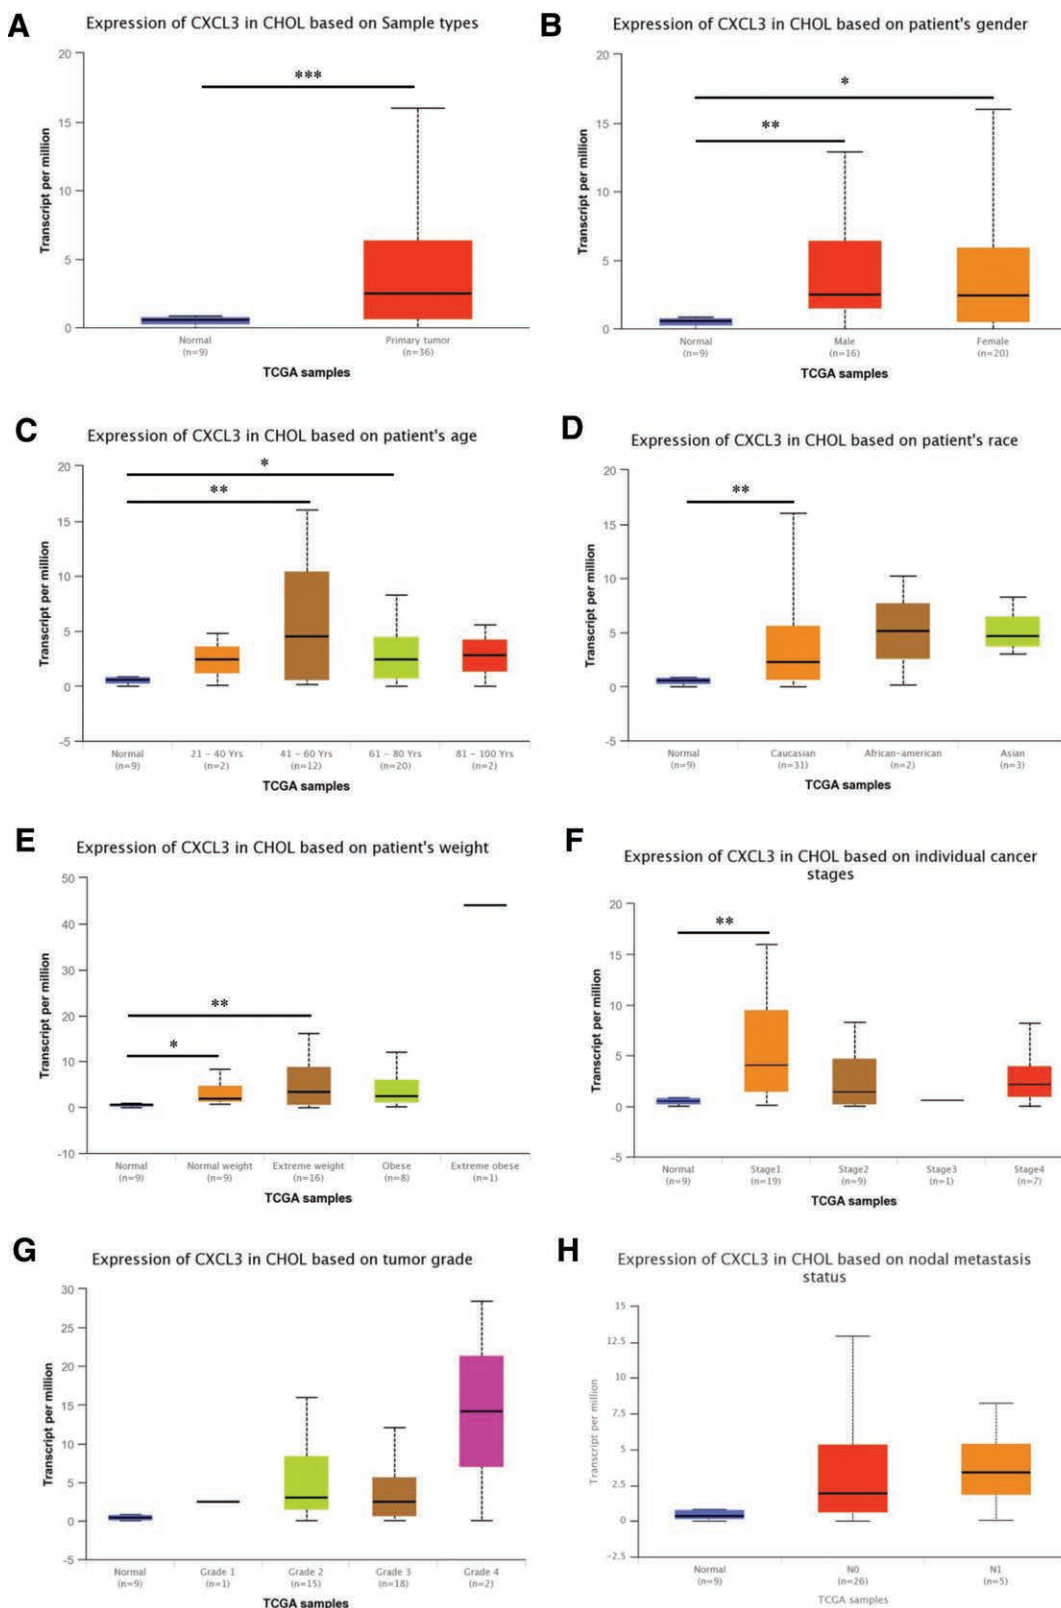 A
Expression of CXCL3 in CHOL based on Sample types
20
15
10
5
0
Transcript per million
***
Normal
(n=9)
Primary tumor
(n=36)
TCGA samples
B
Expression of CXCL3 in CHOL based on patient's gender
20
15
10
5
0
Transcript per million
*
**
Normal
(n=9)
Male
(n=16)
Female
(n=20)
TCGA samples
C
Expression of CXCL3 in CHOL based on patient's age
20
15
10
5
0
-5
Transcript per million
*
**
Normal
(n=9)
21 - 40 Yrs
(n=2)
41 - 60 Yrs
(n=12)
61 - 80 Yrs
(n=20)
81 - 100 Yrs
(n=2)
TCGA samples
D
Expression of CXCL3 in CHOL based on patient's race
20
15
10
5
0
-5
Transcript per million
**
Normal
(n=9)
Caucasian
(n=31)
African-american
(n=2)
Asian
(n=3)
TCGA samples
E
Expression of CXCL3 in CHOL based on patient's weight
50
40
30
20
10
0
-10
Transcript per million
**
*
Normal
(n=9)
Normal weight
(n=9)
Extreme weight
(n=16)
Obese
(n=8)
Extreme obese
(n=1)
TCGA samples
F
Expression of CXCL3 in CHOL based on individual cancer
stages
20
15
10
5
0
-5
Transcript per million
**
Normal
(n=9)
Stage1
(n=19)
Stage2
(n=9)
Stage3
(n=1)
Stage4
(n=7)
TCGA samples
G
Expression of CXCL3 in CHOL based on tumor grade
30
25
20
15
10
5
0
-5
Transcript per million
Normal
(n=9)
Grade 1
(n=1)
Grade 2
(n=15)
Grade 3
(n=18)
Grade 4
(n=2)
TCGA samples
H
Expression of CXCL3 in CHOL based on nodal metastasis
status
15
12.5
10
7.5
5
2.5
0
-2.5
Transcript per million
Normal
(n=9)
N0
(n=26)
N1
(n=5)
TCGA samples